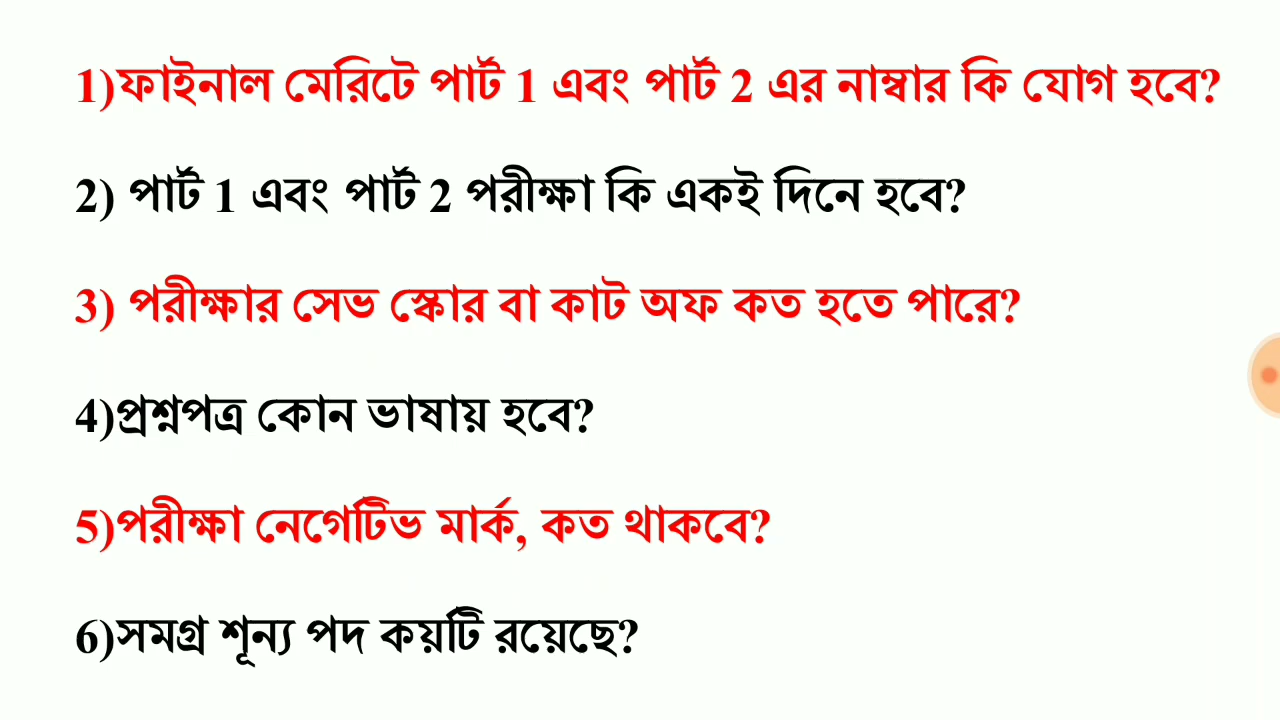 1)ফাইনাল মেরিটে পার্ট 1 এবং পার্ট 2 এর নাম্বার কি যোগ হবে?
2) পার্ট 1 এবং পার্ট 2 পরীক্ষা কি একই দিনে হবে?
3) পরীক্ষার সেভ স্কোর বা কাট অফ কত হতে পারে?
4)প্রশ্নপত্র কোন ভাষায় হবে?
5)পরীক্ষা নেগেটিভ মার্ক, কত থাকবে?
6)সমগ্র শূন্য পদ কয়টি রয়েছে?